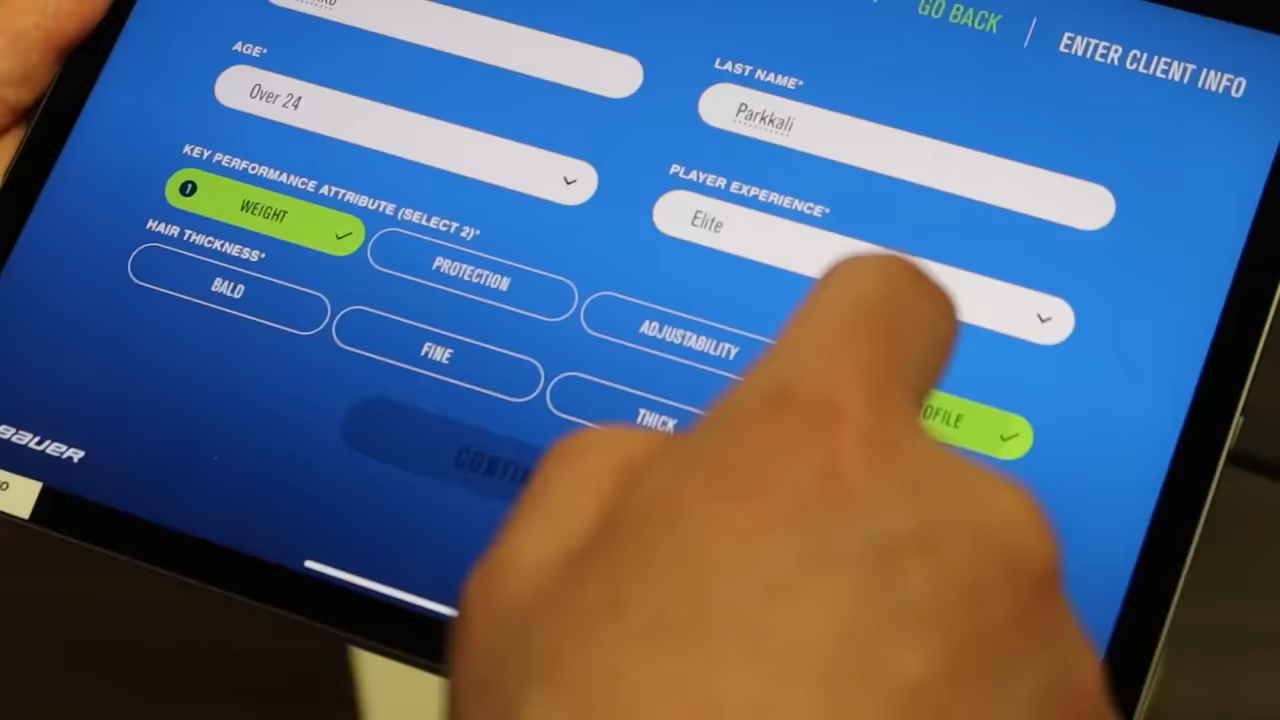 GO BACK
ENTER CLIENT INFO
AGE*
Over 24
LAST NAME*
Parkkali
KEY PERFORMANCE ATTRIBUTE (SELECT 2)*
1 WEIGHT
PROTECTION
ADJUSTABILITY
PLAYER EXPERIENCE*
Elite
HAIR THICKNESS*
BALD
FINE
THICK
BAUER